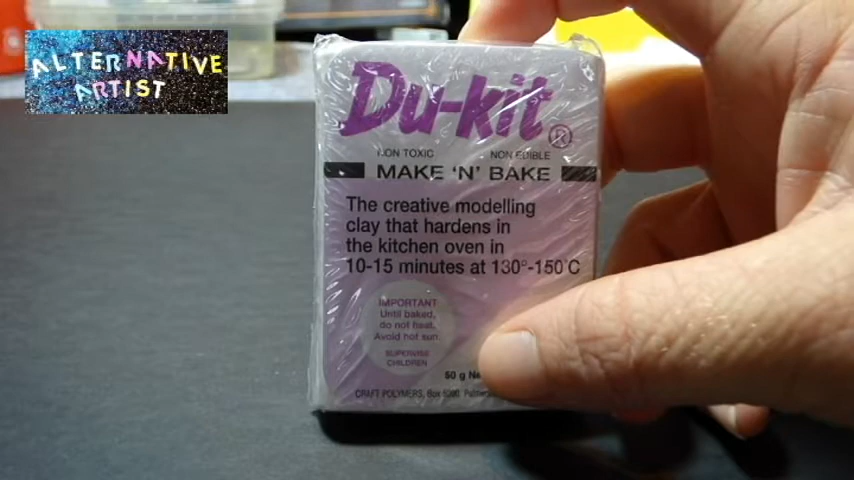 ALTERNATIVE
ARTIST
Du-kit®
NON TOXIC NON EDIBLE
MAKE 'N' BAKE
The creative modelling
clay that hardens in
the kitchen oven in
10-15 minutes at 130°-150°C
IMPORTANT
Until baked,
do not heat.
Avoid hot sun.
SUPERVISE
CHILDREN
50 g
CRAFT POLYMERS, Box